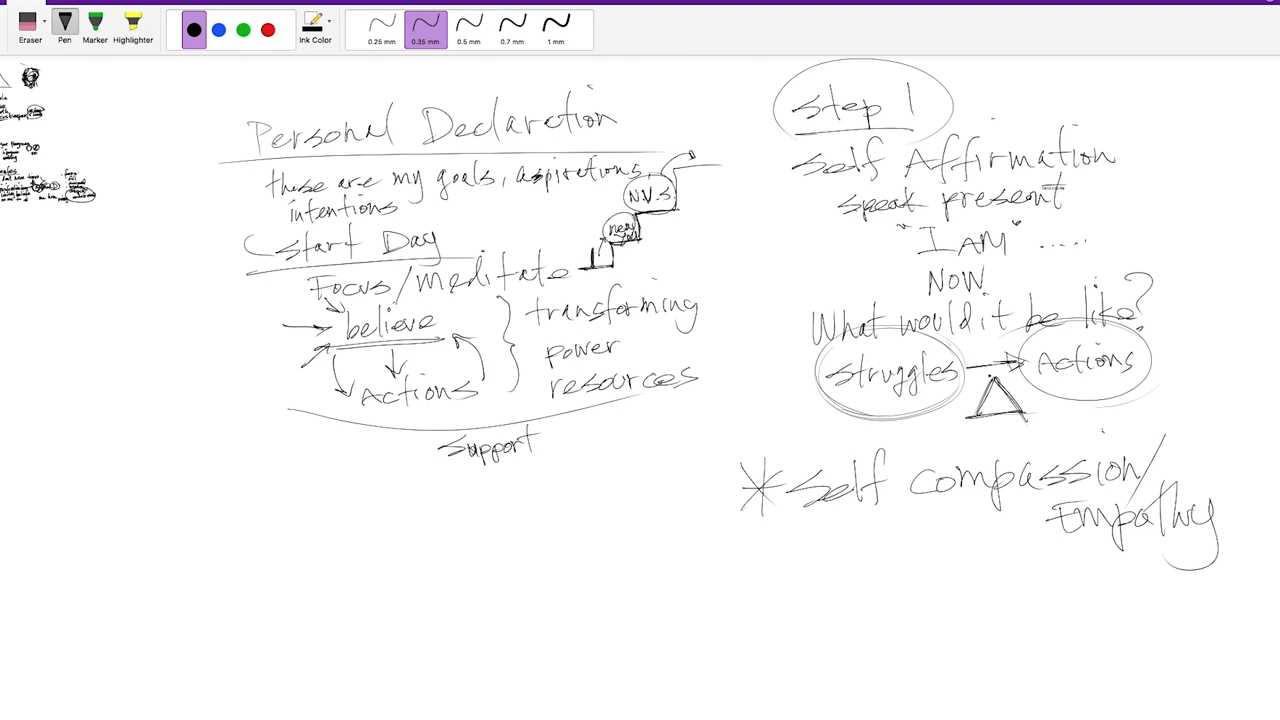 Eraser
Pen
Marker
Highlighter
Ink Color
0.25 mm
0.35 mm
0.5 mm
0.7 mm
1 mm
Personal Declaration
these are my goals, aspirations,
intentions
N.V.S
new
Start Day
Focus/meditate
believe
Actions
transforming
power
resources
support
Step 1
Self Affirmation
speak present
"I AM" .....
NOW
What would it be like?
struggles
Actions
*Self compassion/
Empathy